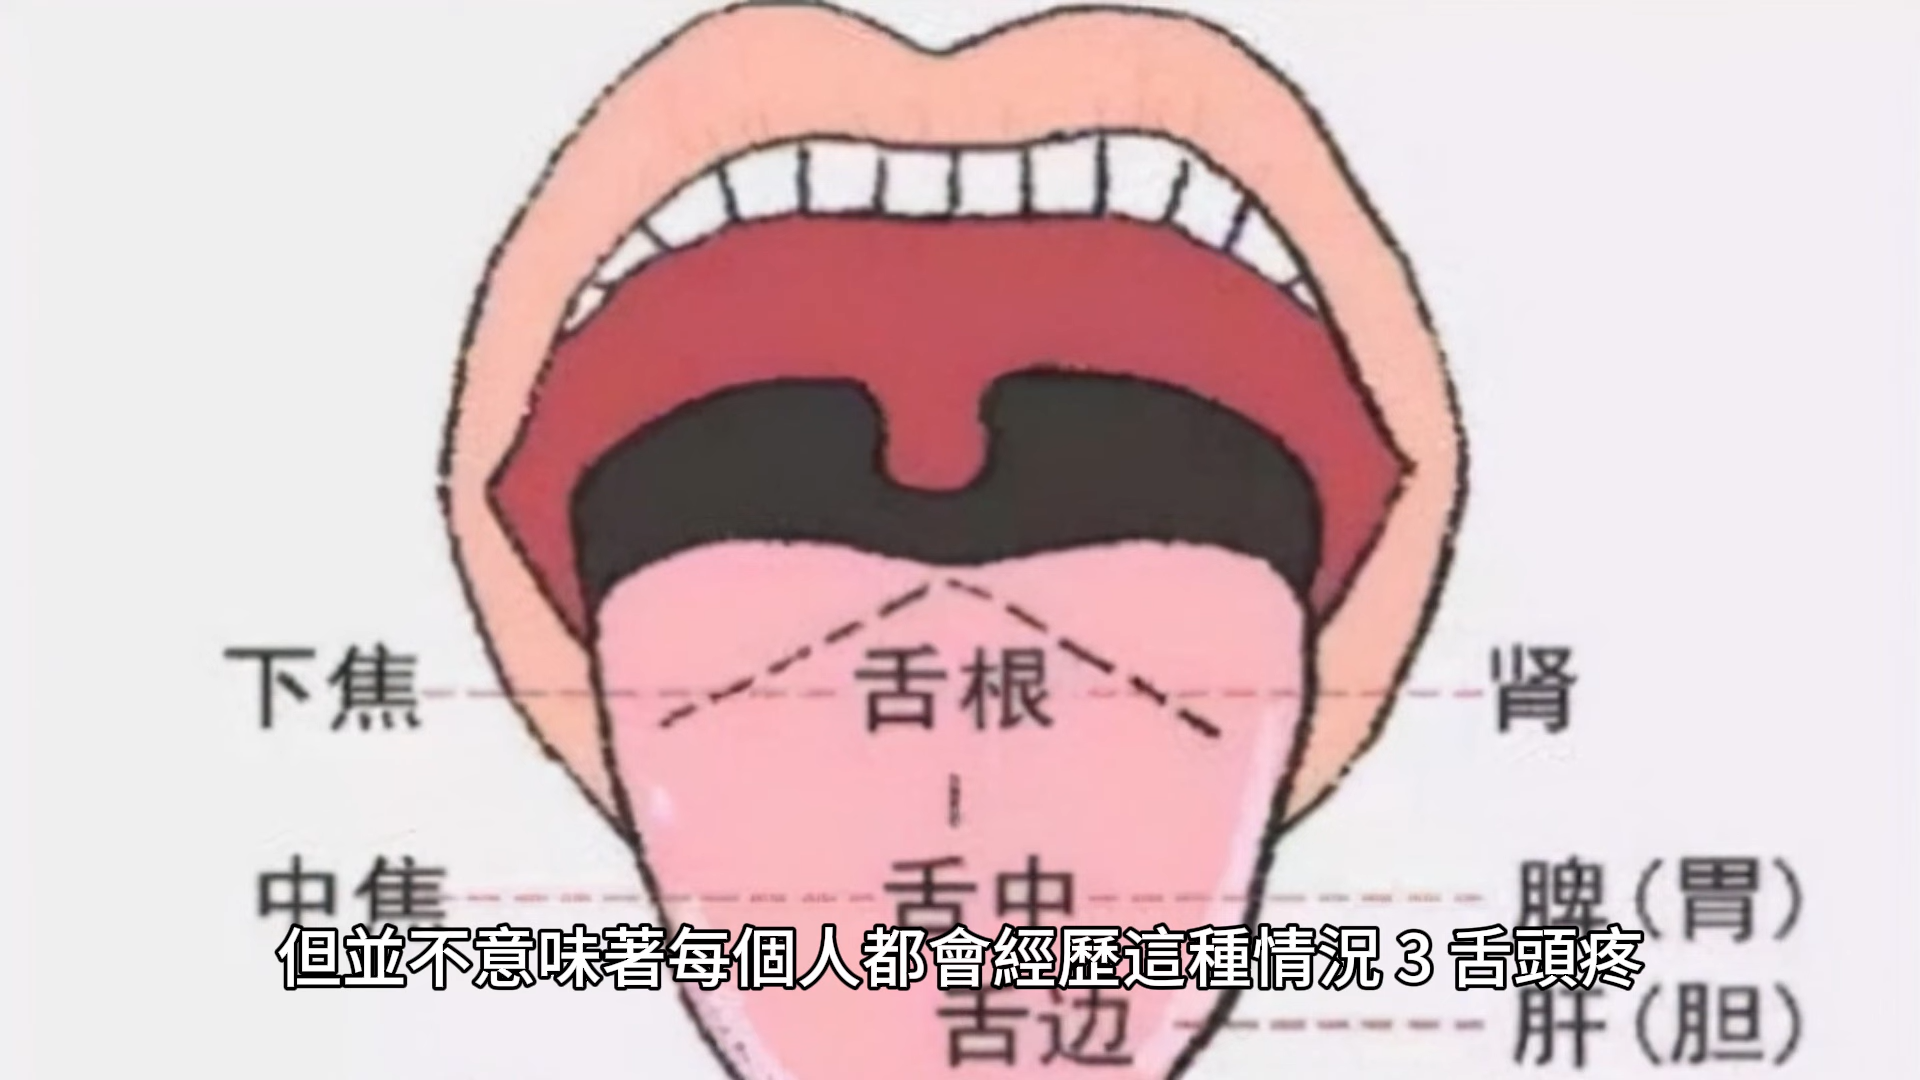 下焦 舌根 肾
中焦 舌中 脾(胃)
但並不意味著每個人都會經歷這種情況 3 舌頭疼
舌边 肝(胆)